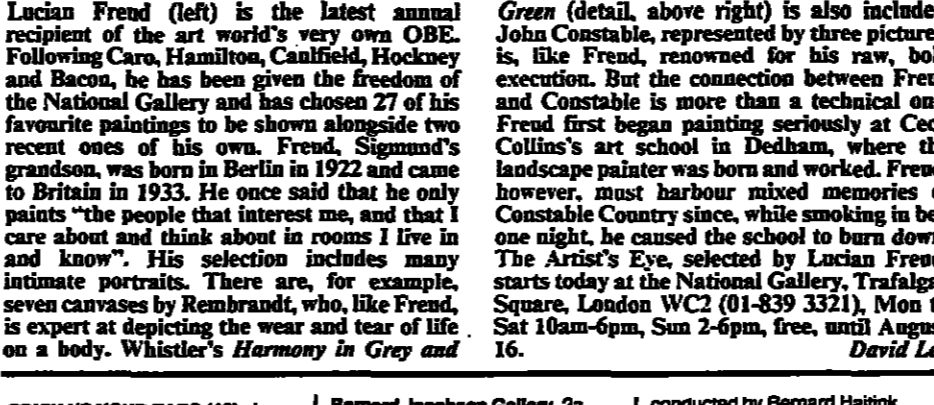 Lucian Freud (left) is the latest annual
recipient of the art world's very own OBE.
Following Caro, Hamilton, Caulfield, Hockney
and Bacon, he has been given the freedom of
the National Gallery and has chosen 27 of his
favourite paintings to be shown alongside two
recent ones of his own. Freud, Sigmund's
grandson, was born in Berlin in 1922 and came
to Britain in 1933. He once said that he only
paints “the people that interest me, and that I
care about and think about in rooms I live in
and know”. His selection includes many
intimate portraits. There are, for example,
seven canvases by Rembrandt, who, like Freud,
is expert at depicting the wear and tear of life
on a body. Whistler's Harmony in Grey and
Green (detail, above right) is also include
John Constable, represented by three picture
is, like Freud, renowned for his raw, bol
execution. But the connection between Freu
and Constable is more than a technical on
Freud first began painting seriously at Cec
Collins's art school in Dedham, where th
landscape painter was born and worked. Freu
however, must harbour mixed memories
Constable Country since, while smoking in be
one night, he caused the school to burn down
The Artist's Eye, selected by Lucian Freu
starts today at the National Gallery, Trafalga
Square, London WC2 (01-839 3321), Mon t
Sat 10am-6pm, Sun 2-6pm, free, until Augus
16. David Le
conducted by Bernard Haitink